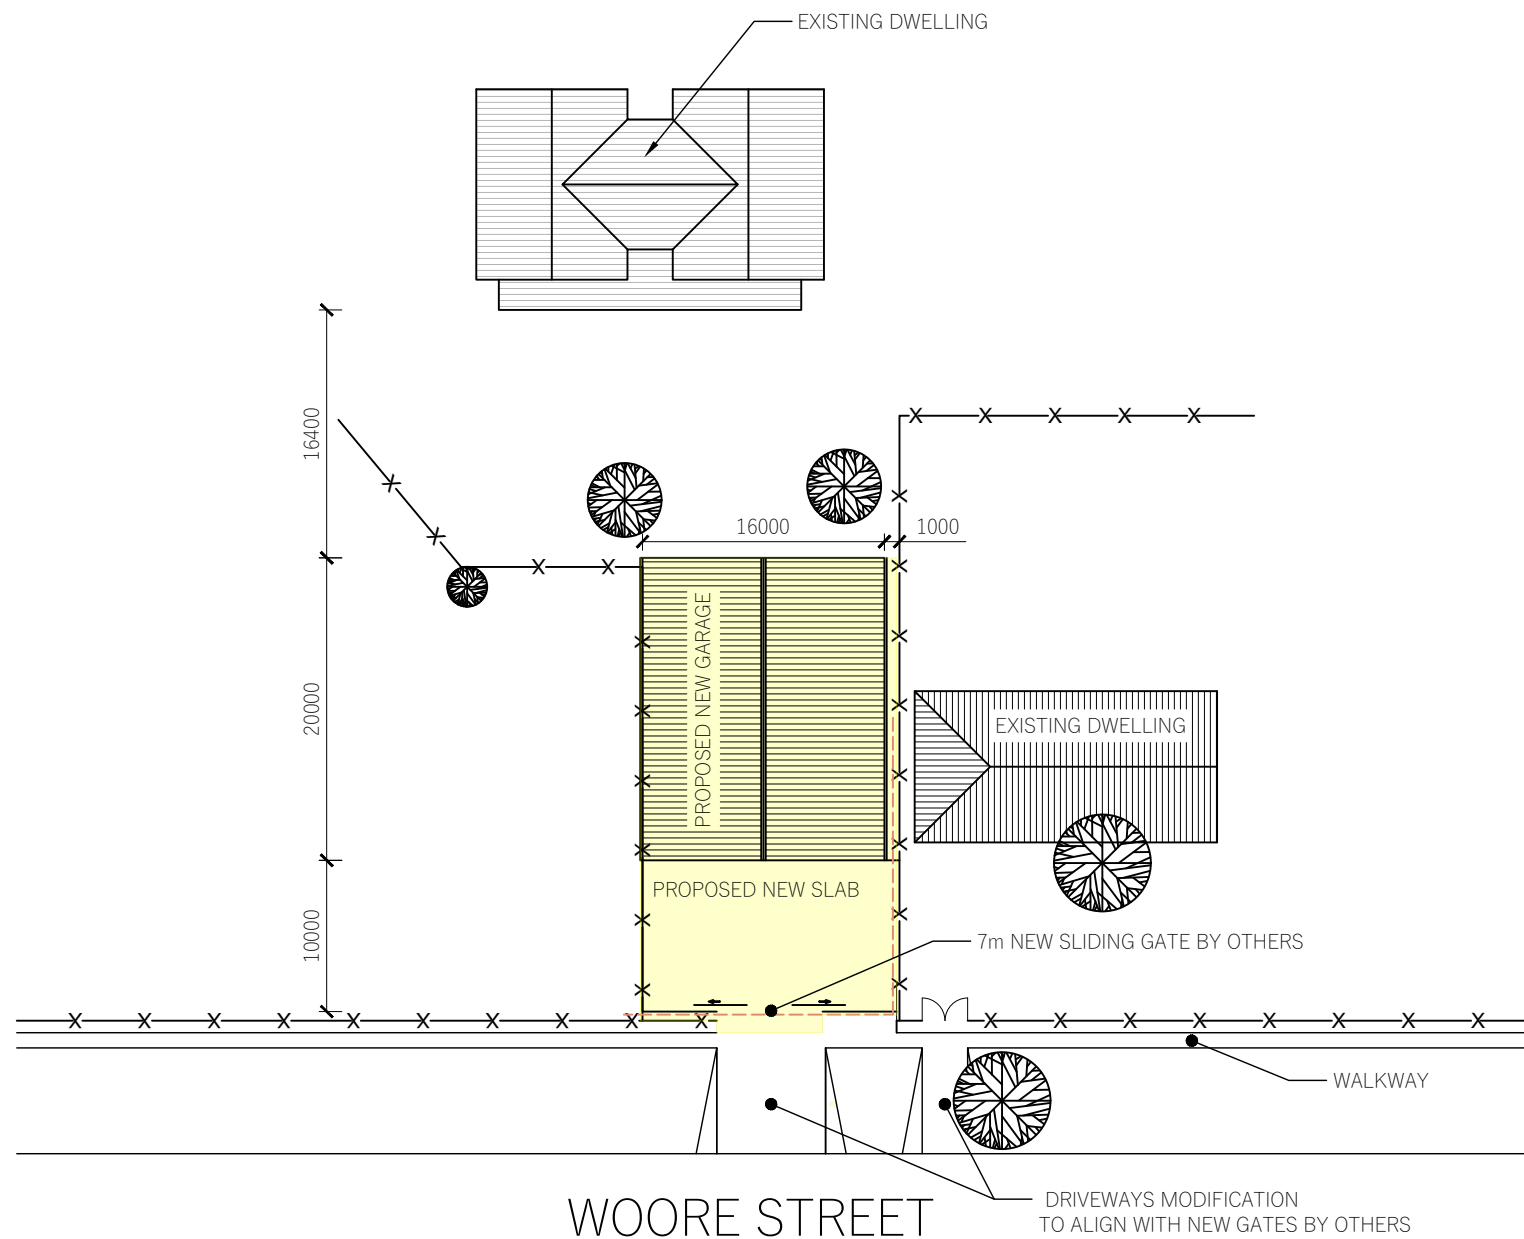 EXISTING DWELLING
16400
16000
1000
PROPOSED NEW GARAGE
20000
EXISTING DWELLING
PROPOSED NEW SLAB
10000
7m NEW SLIDING GATE BY OTHERS
WALKWAY
WOORE STREET
DRIVEWAYS MODIFICATION
TO ALIGN WITH NEW GATES BY OTHERS